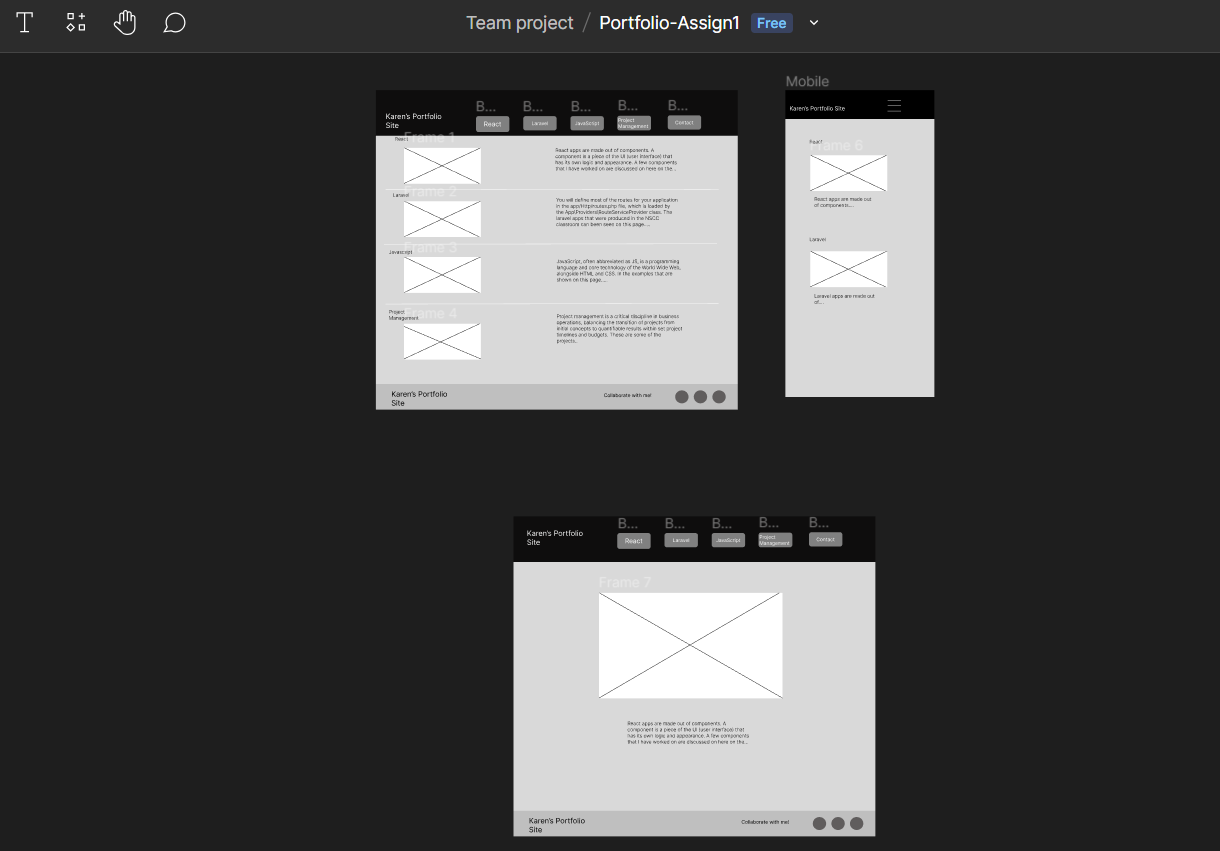 Team project / Portfolio-Assign1 Free
Karen's Portfolio
Site
B...
B...
B...
B...
B...
React
Laravel
JavaScript
Project
Management
Contact
React
Frame 1
React apps are made out of components. A
component is a piece of the UI (user interface) that
has its own logic and appearance. A few components
that I have worked on are discussed on here on the...
Laravel
Frame 2
You will define most of the routes for your application
in the app/Http/routes.php file, which is loaded by
the App\Providers\RouteServiceProvider class. The
laravel apps that were produced in the NSCC
classroom can been seen on this page....
Javascript
Frame 3
JavaScript, often abbreviated as JS, is a programming
language and core technology of the World Wide Web,
alongside HTML and CSS. In the examples that are
shown on this page....
Project
Management
Frame 4
Project management is a critical discipline in business
operations, balancing the transition of projects from
initial concepts to quantifiable results within set project
timelines and budgets. These are some of the
projects..
Karen's Portfolio
Site
Collaborate with me!
Mobile
Karen's Portfolio Site
React
Frame 6
React apps are made out
of components....
Laravel
Laravel apps are made out
of...
Karen's Portfolio
Site
B...
B...
B...
B...
B...
React
Laravel
JavaScript
Project
Management
Contact
Frame 7
React apps are made out of components. A
component is a piece of the UI (user interface) that
has its own logic and appearance. A few components
that I have worked on are discussed on here on the...
Karen's Portfolio
Site
Collaborate with me!